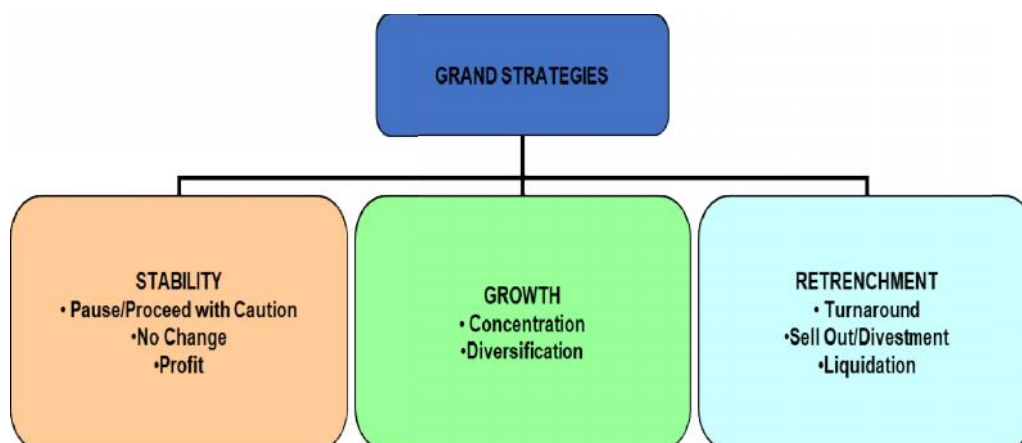 GRAND STRATEGIES
STABILITY
• Pause/Proceed with Caution
•No Change
•Profit
GROWTH
• Concentration
•Diversification
RETRENCHMENT
• Turnaround
•Sell Out/Divestment
•Liquidation